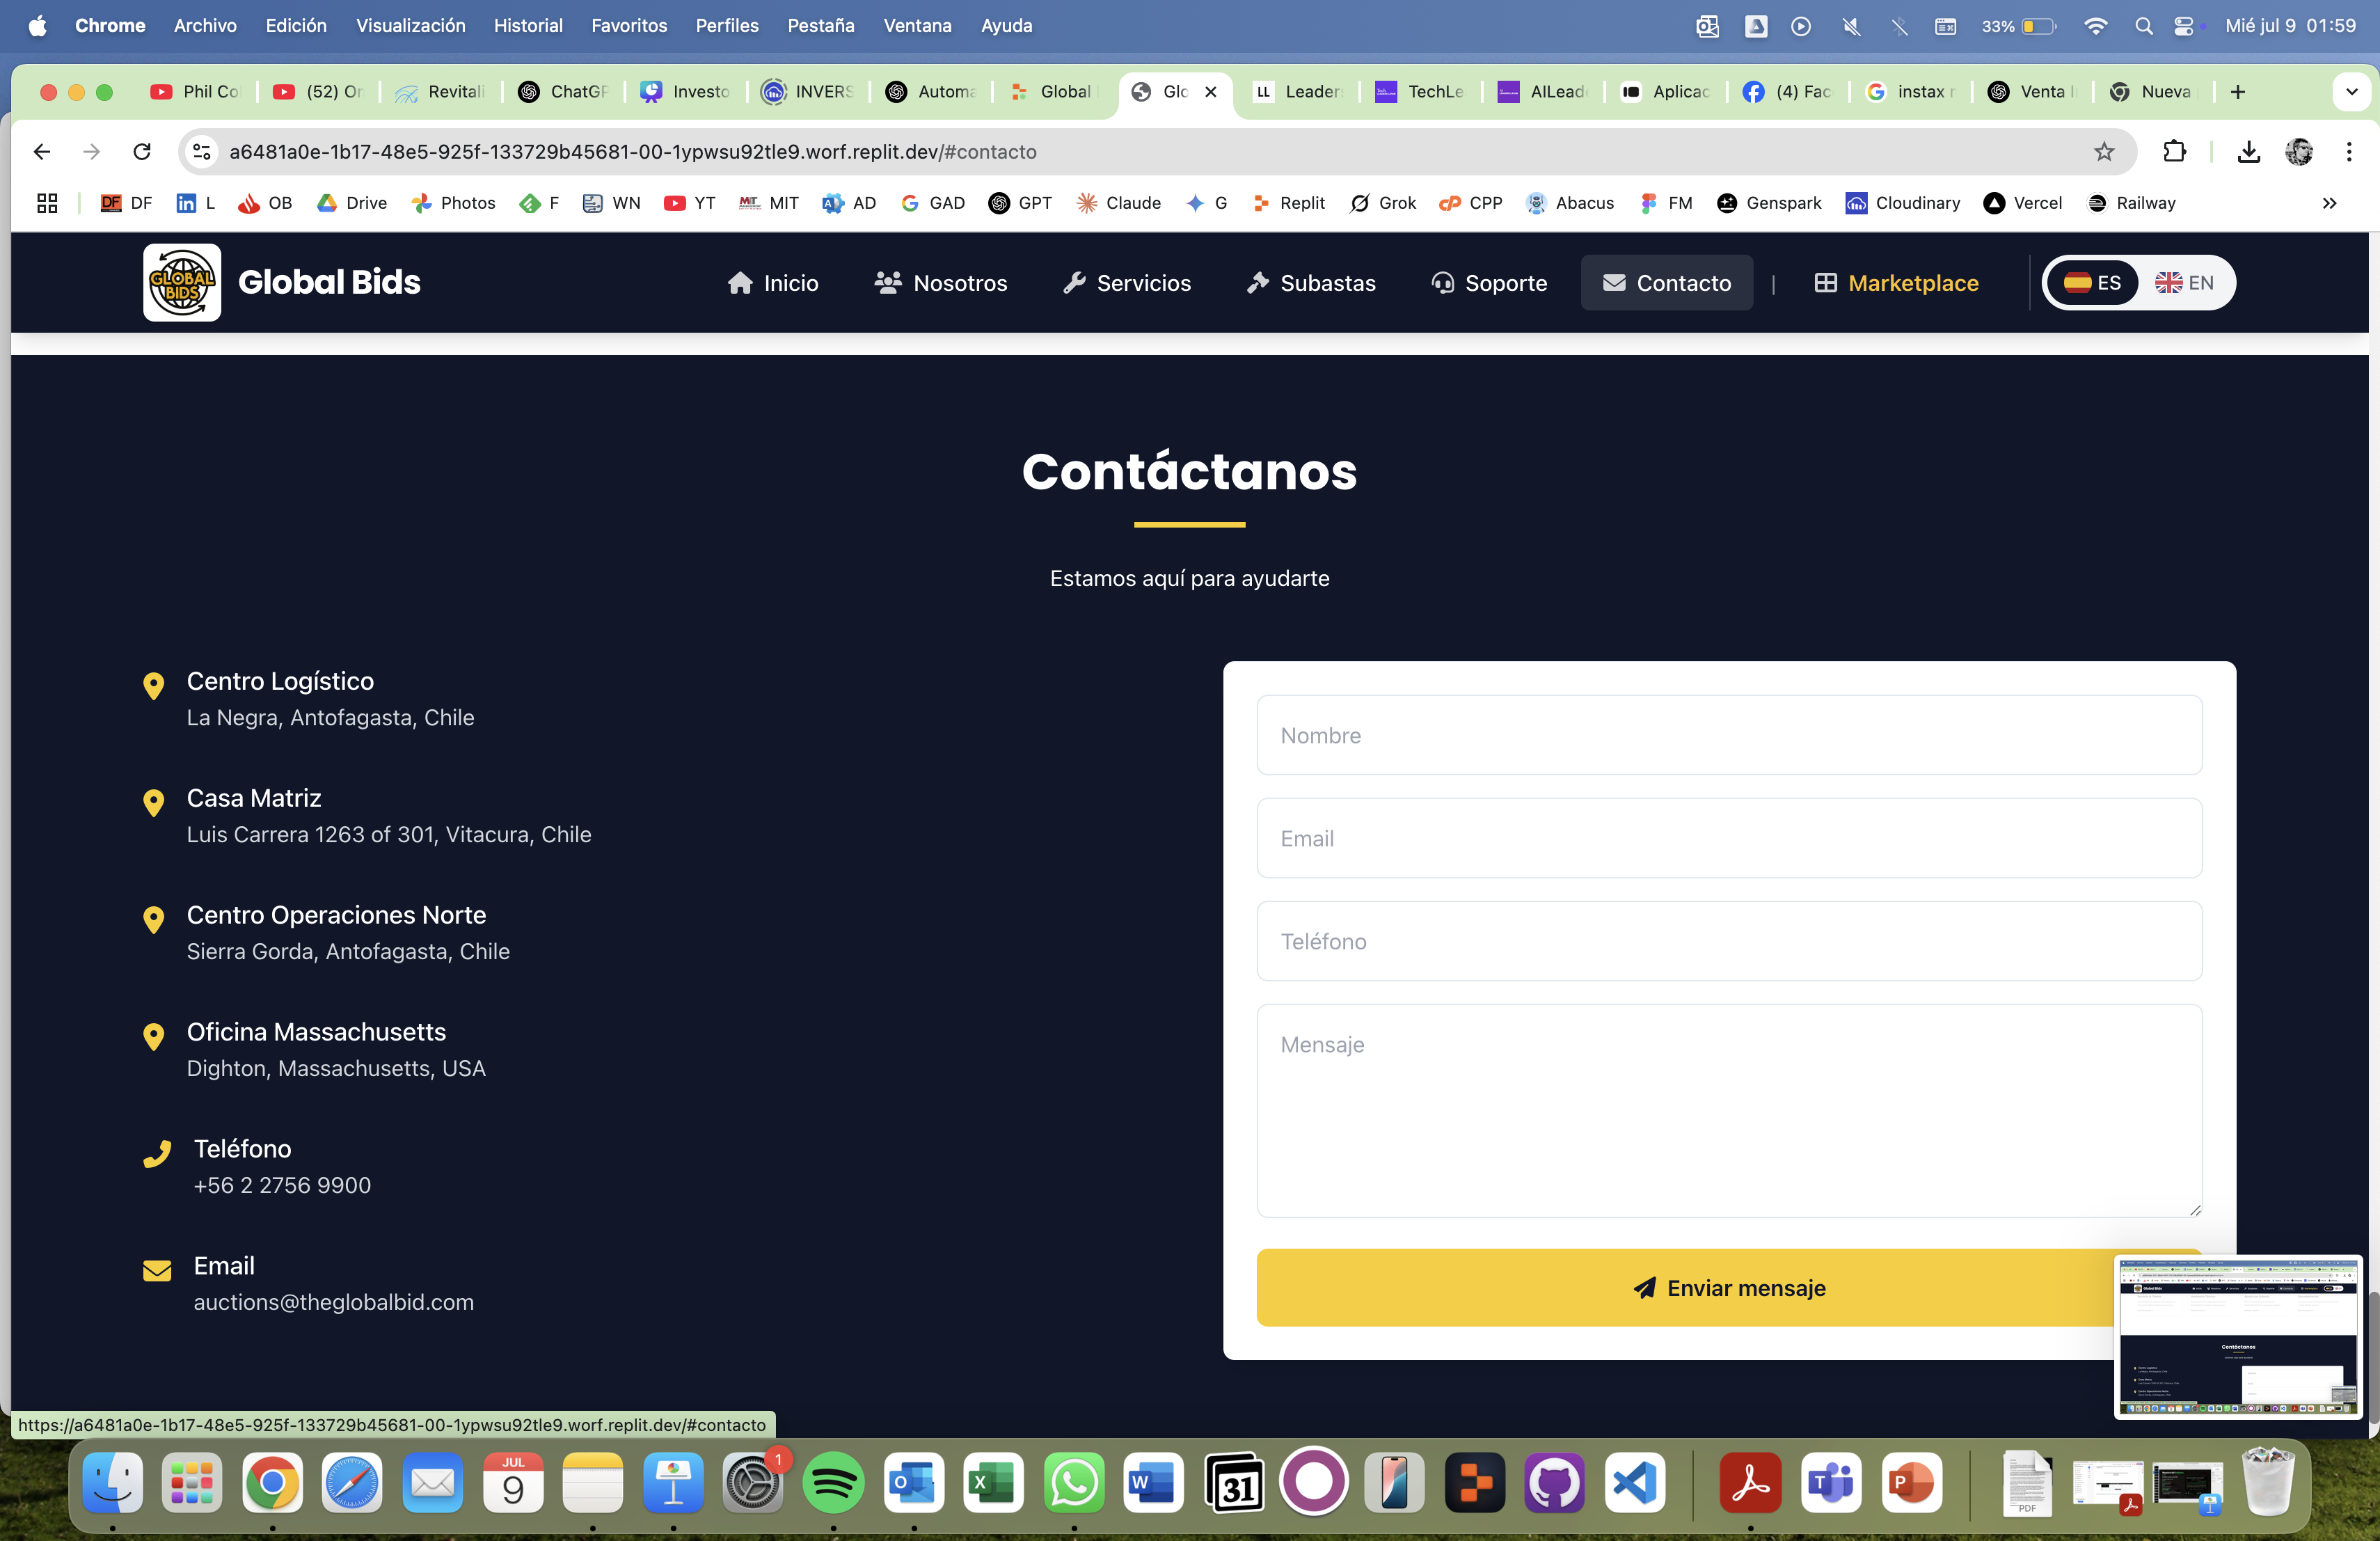 Chrome Archivo Edición Visualización Historial Favoritos Perfiles Pestaña Ventana Ayuda 33% Mié jul 9 01:59
Phil Co (52) Or Revitali ChatGP Investo INVERS Automa Global Glo Leader TechLe AILead Aplicac (4) Fac instax Venta Nueva
a6481a0e-1b17-48e5-925f-133729b45681-00-1ypwsu92tle9.worf.replit.dev/#contacto
DF L OB Drive Photos F WN YT MIT AD GAD GPT Claude G Replit Grok CPP Abacus FM Genspark Cloudinary Vercel Railway
GLOBAL BIDS
Global Bids Inicio Nosotros Servicios Subastas Soporte Contacto | Marketplace ES EN
Contáctanos
Estamos aquí para ayudarte
Centro Logístico
La Negra, Antofagasta, Chile
Casa Matriz
Luis Carrera 1263 of 301, Vitacura, Chile
Centro Operaciones Norte
Sierra Gorda, Antofagasta, Chile
Oficina Massachusetts
Dighton, Massachusetts, USA
Teléfono
+56 2 2756 9900
Email
auctions@theglobalbid.com
Nombre
Email
Teléfono
Mensaje
Enviar mensaje
Contáctanos
https://a6481a0e-1b17-48e5-925f-133729b45681-00-1ypwsu92tle9.worf.replit.dev/#contacto
JUL
9
1
31
PDF